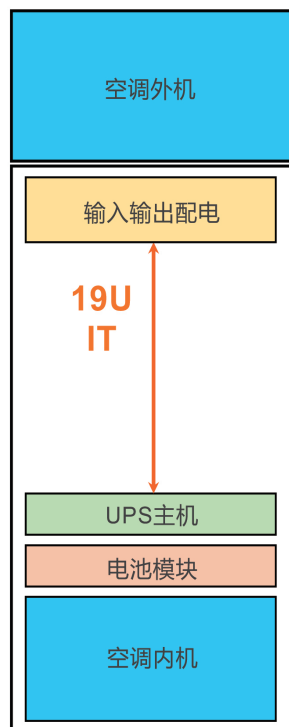 空调外机
输入输出配电
19U
IT
UPS主机
电池模块
空调内机